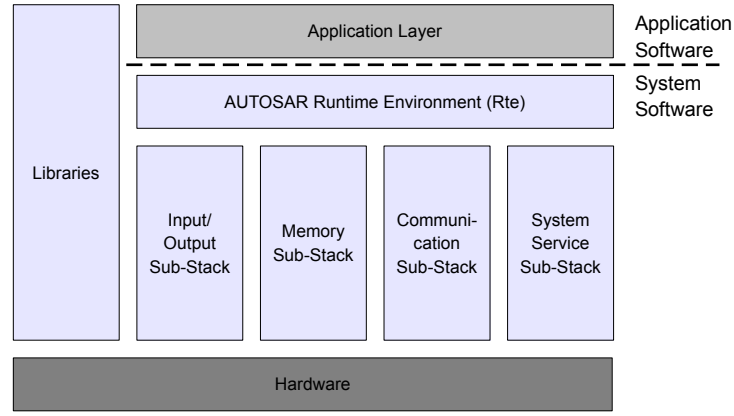 Application Layer
Application
Software
AUTOSAR Runtime Environment (Rte)
System
Software
Libraries
Input/
Output
Sub-Stack
Memory
Sub-Stack
Communi-
cation
Sub-Stack
System
Service
Sub-Stack
Hardware